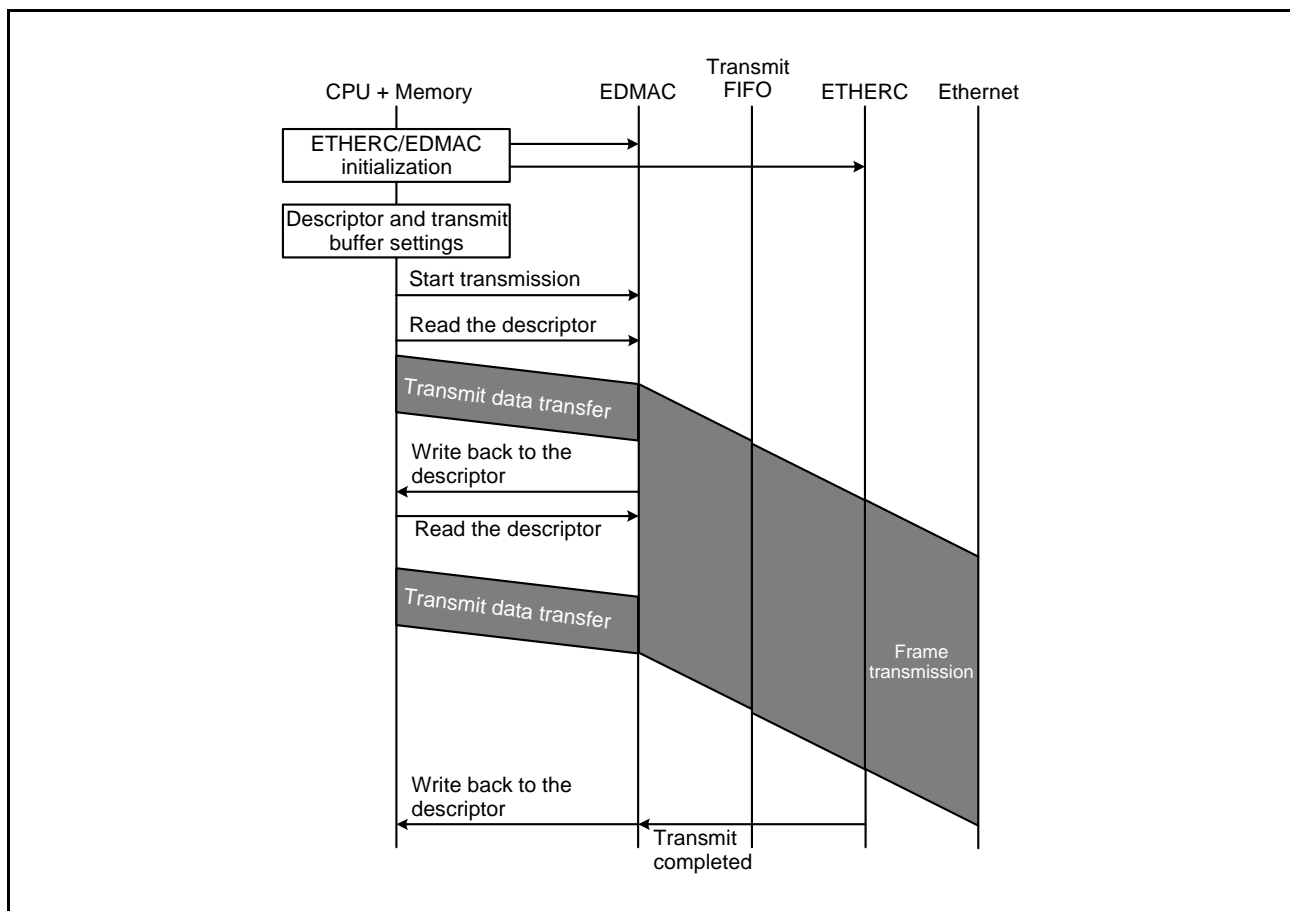 Transmit
FIFO
CPU + Memory
EDMAC
ETHERC
Ethernet
ETHERC/EDMAC
initialization
Descriptor and transmit
buffer settings
Start transmission
Read the descriptor
Transmit data transfer
Write back to the
descriptor
Read the descriptor
Transmit data transfer
Frame
transmission
Write back to the
descriptor
Transmit
completed